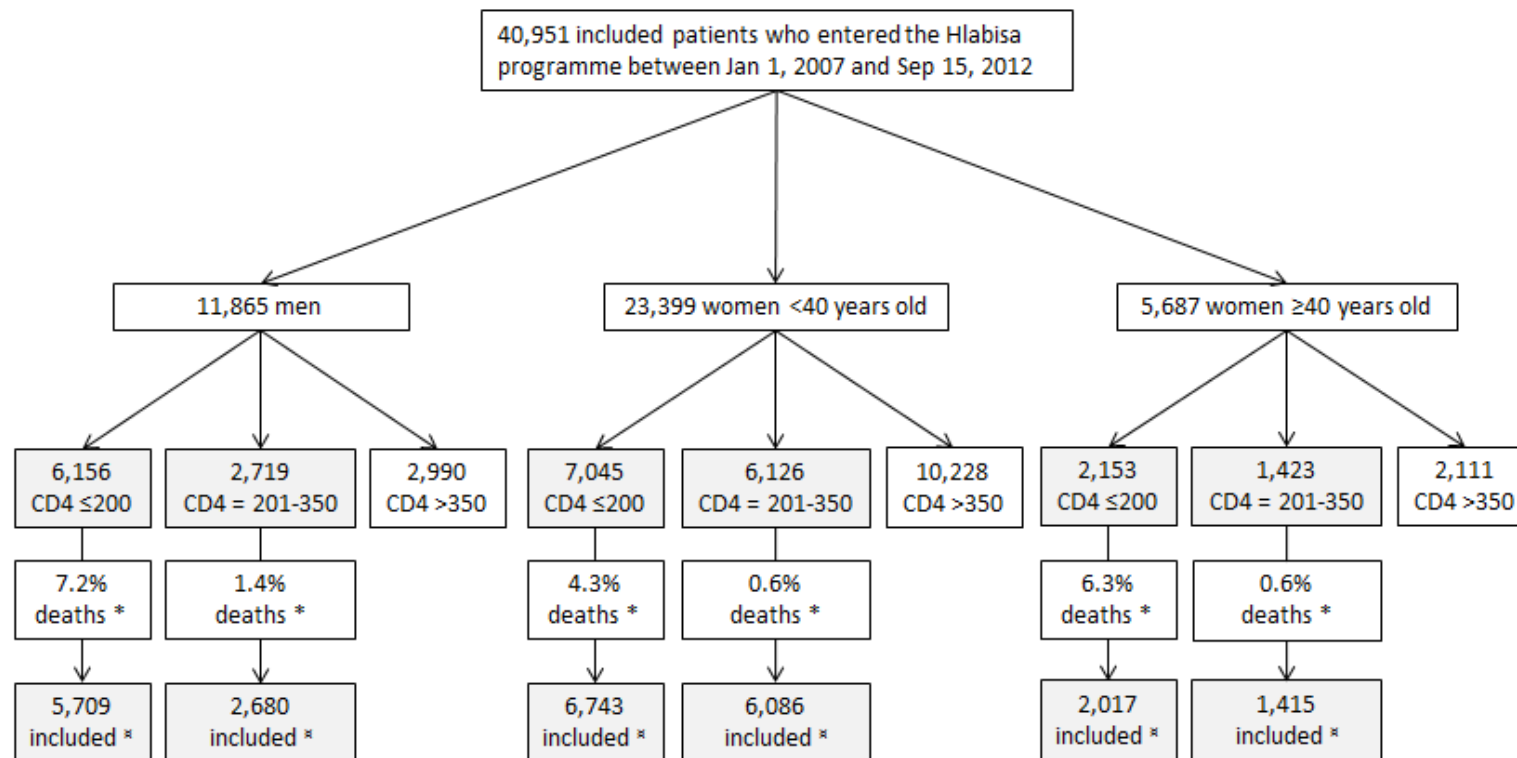 40,951 included patients who entered the Hlabisa
programme between Jan 1, 2007 and Sep 15, 2012
11,865 men
23,399 women <40 years old
5,687 women ≥40 years old
6,156
CD4 ≤200
2,719
CD4 = 201-350
2,990
CD4 >350
7,045
CD4 ≤200
6,126
CD4 = 201-350
10,228
CD4 >350
2,153
CD4 ≤200
1,423
CD4 = 201-350
2,111
CD4 >350
7.2%
deaths *
1.4%
deaths *
4.3%
deaths *
0.6%
deaths *
6.3%
deaths *
0.6%
deaths *
5,709
included ¤
2,680
included ¤
6,743
included ¤
6,086
included ¤
2,017
included ¤
1,415
included ¤